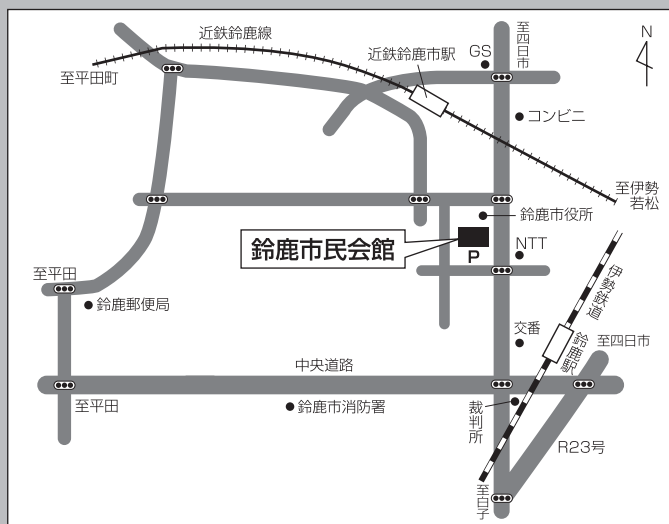 近鉄鈴鹿線
至平田町
近鉄鈴鹿市駅
GS
至四日市
N
コンビニ
至伊勢
若松
鈴鹿市役所
鈴鹿市民会館
P
NTT
伊勢鉄道
至平田
鈴鹿郵便局
交番
鈴鹿駅
至四日市
中央道路
至平田
鈴鹿市消防署
裁判所
R23号
至白子